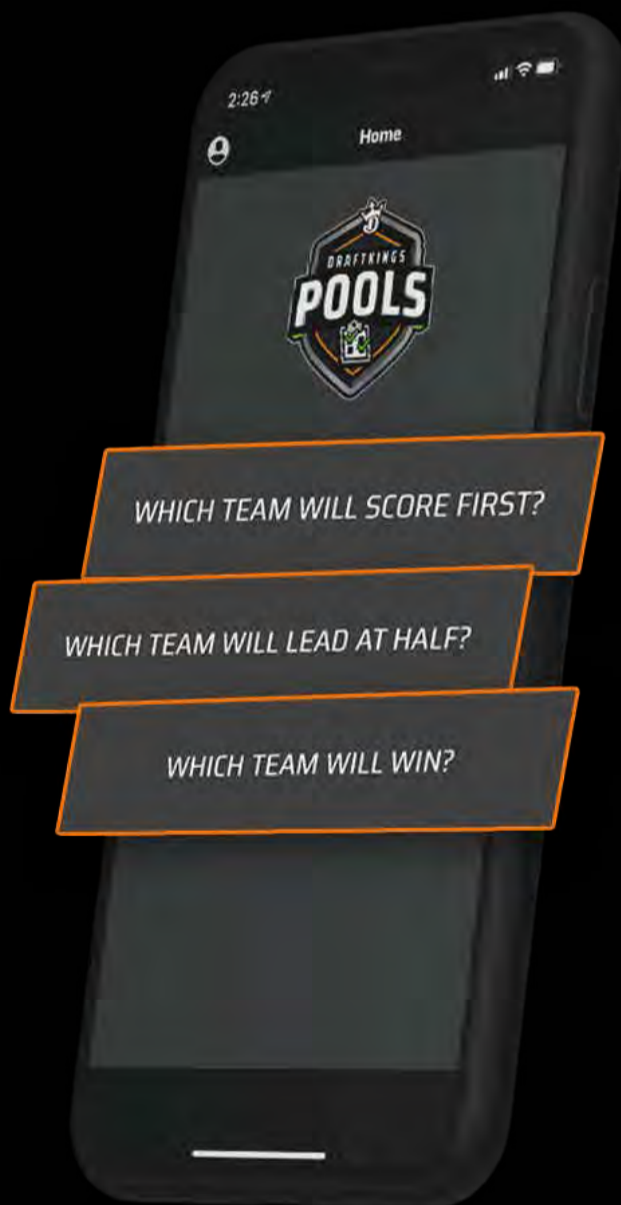 2:26
Home
DRAFTKINGS
POOLS
WHICH TEAM WILL SCORE FIRST?
WHICH TEAM WILL LEAD AT HALF?
WHICH TEAM WILL WIN?